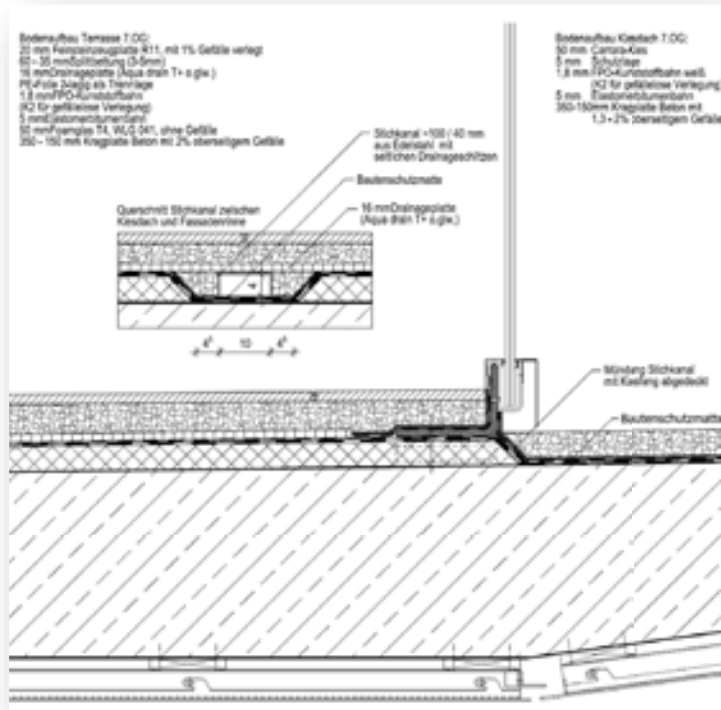 Bodenaufbau Terrasse 7.OG:
20 mm Feinsteinzeugplatte R11, mit 1% Gefälle verlegt
60 - 35 mm Splittbettung (3-5mm)
16 mm Drainageplatte (Aqua drain T+ o.glw.)
PE-Folie 2-lagig als Trennlage
1,8 mm FPO-Kunststoffbahn
(K2 für gefällelose Verlegung)
5 mm Elastomerbitumenbahn
50 mm Foamglas T4, WLG 041, ohne Gefälle
350 - 150 mm Kragplatte Beton mit 2% oberseitigem Gefälle
Bodenaufbau Kiesdach 7.OG:
50 mm Carrara-Kies
5 mm Schutzlage
1,8 mm FPO-Kunststoffbahn weiß
(K2 für gefällelose Verlegung)
5 mm Elastomerbitumenbahn
350-150mm Kragplatte Beton mit
1,3 - 2% oberseitigem Gefälle
Stichkanal ~100 / 40 mm
aus Edelstahl mit
seitlichen Drainageschlitzen
Bautenschutzmatte
Querschnitt Stichkanal zwischen
Kiesdach und Fassadenrinne
16 mm Drainageplatte
(Aqua drain T+ o.glw.)
4⁵ 10 4⁵
Mündung Stichkanal
mit Kiesfang abgedeckt
Bautenschutzmatte